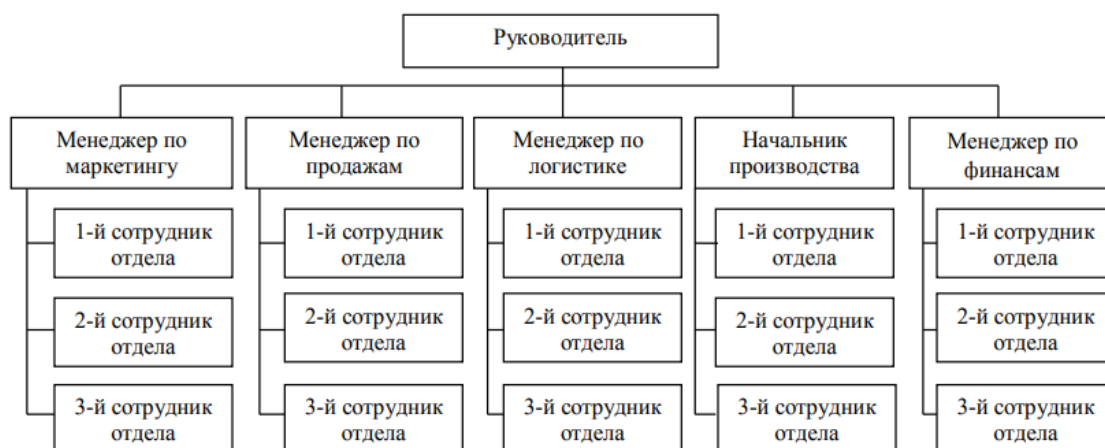 Руководитель
Менеджер по
маркетингу
Менеджер по
продажам
Менеджер по
логистике
Начальник
производства
Менеджер по
финансам
1-й сотрудник
отдела
1-й сотрудник
отдела
1-й сотрудник
отдела
1-й сотрудник
отдела
1-й сотрудник
отдела
2-й сотрудник
отдела
2-й сотрудник
отдела
2-й сотрудник
отдела
2-й сотрудник
отдела
2-й сотрудник
отдела
3-й сотрудник
отдела
3-й сотрудник
отдела
3-й сотрудник
отдела
3-й сотрудник
отдела
3-й сотрудник
отдела